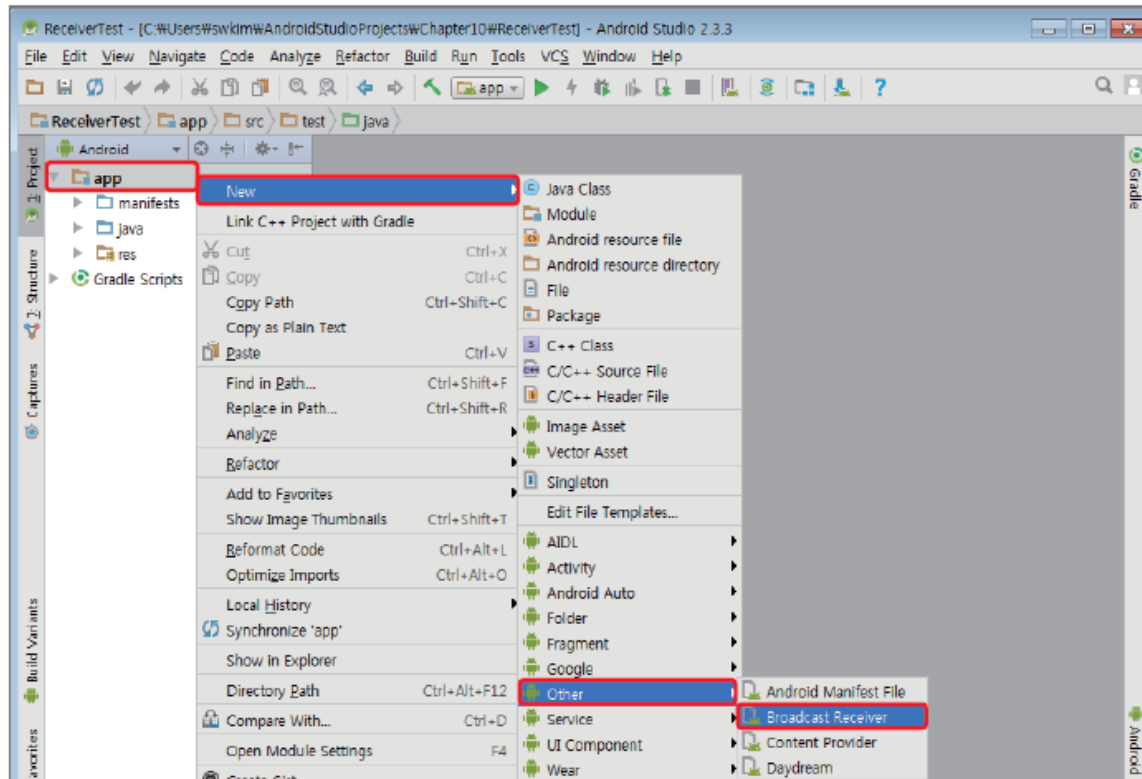 ReceiverTest - [C:₩Users₩swkim₩AndroidStudioProjects₩Chapter10₩ReceiverTest] - Android Studio 2.3.3
File Edit View Navigate Code Analyze Refactor Build Run Tools VCS Window Help
app
ReceiverTest app src test java
1: Project
Android
app
manifests
java
res
Gradle Scripts
7: Structure
Captures
Build Variants
Favorites
New
Link C++ Project with Gradle
Cut Ctrl+X
Copy Ctrl+C
Copy Path Ctrl+Shift+C
Copy as Plain Text
Paste Ctrl+V
Find in Path... Ctrl+Shift+F
Replace in Path... Ctrl+Shift+R
Analyze
Refactor
Add to Favorites
Show Image Thumbnails Ctrl+Shift+T
Reformat Code Ctrl+Alt+L
Optimize Imports Ctrl+Alt+O
Local History
Synchronize 'app'
Show in Explorer
Directory Path Ctrl+Alt+F12
Compare With... Ctrl+D
Open Module Settings F4
Create Gist...
Java Class
Module
Android resource file
Android resource directory
File
Package
C++ Class
C/C++ Source File
C/C++ Header File
Image Asset
Vector Asset
Singleton
Edit File Templates...
AIDL
Activity
Android Auto
Folder
Fragment
Google
Other
Service
UI Component
Wear
Android Manifest File
Broadcast Receiver
Content Provider
Daydream
Gradle
Android